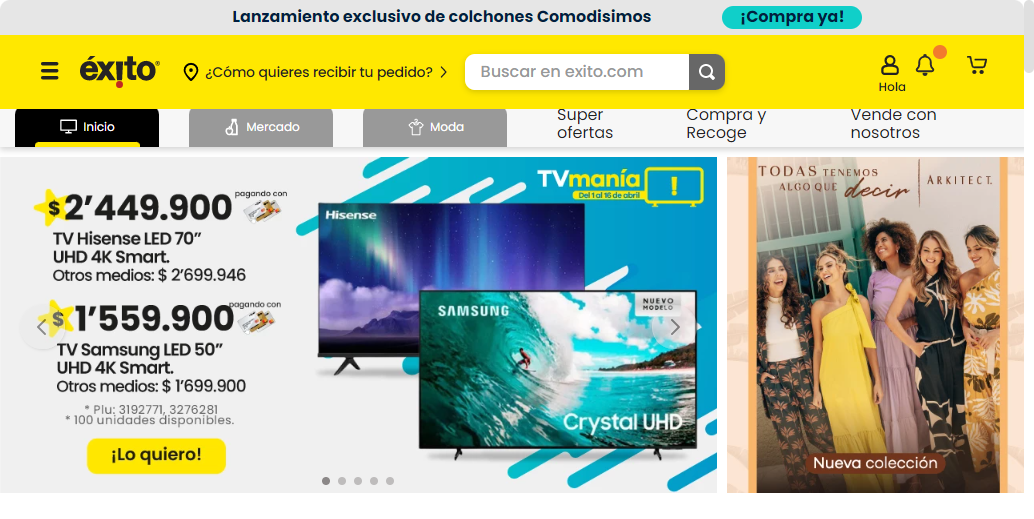 Lanzamiento exclusivo de colchones Comodisimos
¡Compra ya!
éxito
¿Cómo quieres recibir tu pedido?
Buscar en exito.com
Hola
Inicio
Mercado
Moda
Super ofertas
Compra y Recoge
Vende con nosotros
$2’449.900
pagando con
TV Hisense LED 70”
UHD 4K Smart.
Otros medios: $ 2’699.946
$1’559.900
pagando con
TV Samsung LED 50”
UHD 4K Smart.
Otros medios: $ 1’699.900
* Plu: 3192771, 3276281
* 100 unidades disponibles.
¡Lo quiero!
TVmanía
Del 1 al 16 de abril
Hisense
SAMSUNG
NUEVO
MODELO
Crystal UHD
TODAS TENEMOS
ALGO QUE decir
ARKITECT.
Nueva colección